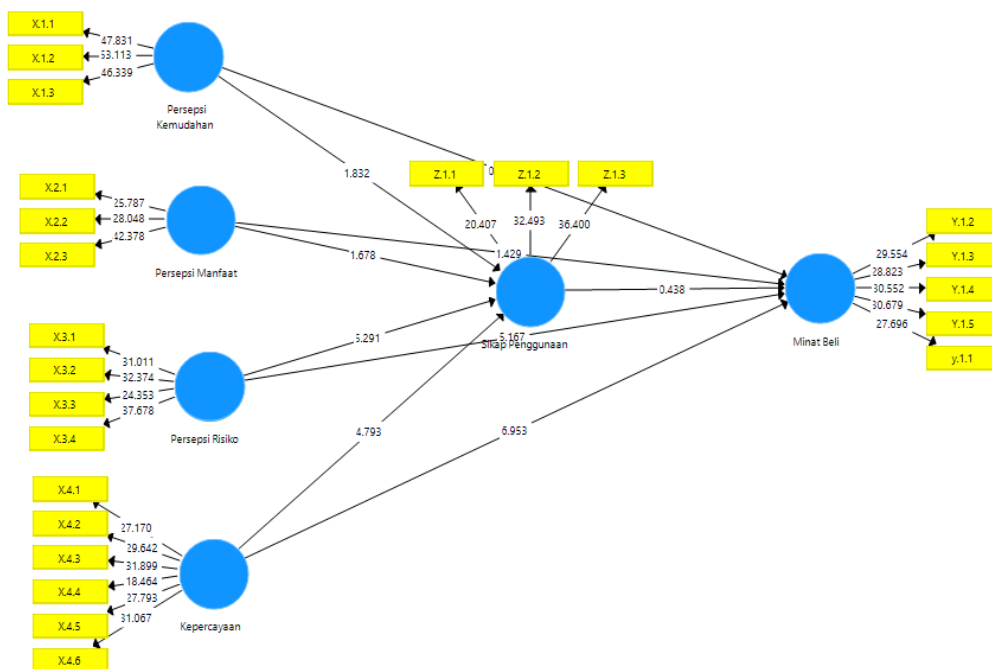 X.1.1
X.1.2
X.1.3
47.831
53.113
46.339
Persepsi
Kemudahan
1.832
Z.1.1
Z.1.2
Z.1.3
20.407
32.493
36.400
X.2.1
X.2.2
X.2.3
25.787
28.048
42.378
Persepsi Manfaat
1.429
1.678
0.438
Sikap Penggunaan
Minat Beli
29.554
28.823
30.552
30.679
27.696
Y.1.2
Y.1.3
Y.1.4
Y.1.5
y.1.1
X.3.1
X.3.2
X.3.3
X.3.4
31.011
32.374
24.353
37.678
Persepsi Risiko
5.291
5.167
4.793
6.953
X.4.1
X.4.2
X.4.3
X.4.4
X.4.5
X.4.6
27.170
29.642
31.899
18.464
27.793
31.067
Kepercayaan